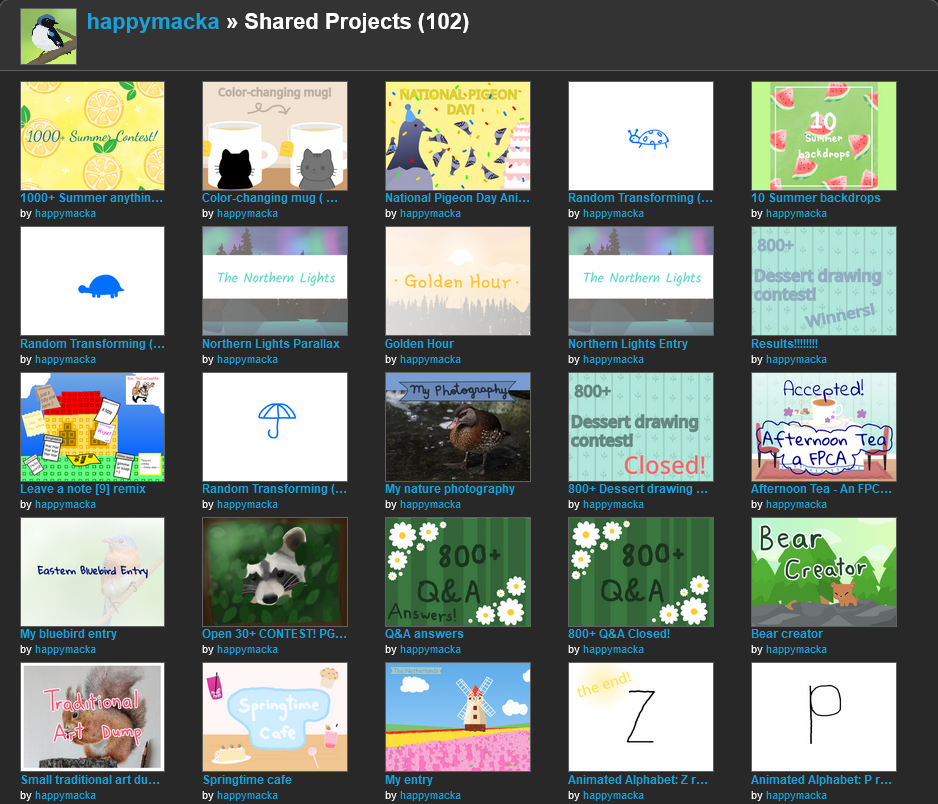 happymacka » Shared Projects (102)
1000+ Summer Contest!
Color-changing mug!
NATIONAL PIGEON
DAY!
10
Summer
backdrops
1000+ Summer anythin...
by happymacka
Color-changing mug ( ...
by happymacka
National Pigeon Day Ani...
by happymacka
Random Transforming (...
by happymacka
10 Summer backdrops
by happymacka
The Northern Lights
Golden Hour
The Northern Lights
800+
Dessert drawing
contest!
Winners!
Random Transforming (...
by happymacka
Northern Lights Parallax
by happymacka
Golden Hour
by happymacka
Northern Lights Entry
by happymacka
Results!!!!!!!!
by happymacka
My Photography
800+
Dessert drawing
contest!
Closed!
Accepted!
Afternoon Tea
La FPCA
Leave a note [9] remix
by happymacka
Random Transforming (...
by happymacka
My nature photography
by happymacka
800+ Dessert drawing ...
by happymacka
Afternoon Tea - An FPC...
by happymacka
Eastern Bluebird Entry
800+
Q&A
Answers!
800+
Q&A
Bear
Creator
My bluebird entry
by happymacka
Open 30+ CONTEST! PG...
by happymacka
Q&A answers
by happymacka
800+ Q&A Closed!
by happymacka
Bear creator
by happymacka
Traditional
Art Dump
Springtime
Cafe
The Netherlands
the end!
Z
P
Small traditional art du...
by happymacka
Springtime cafe
by happymacka
My entry
by happymacka
Animated Alphabet: Z r...
by happymacka
Animated Alphabet: P r...
by happymacka